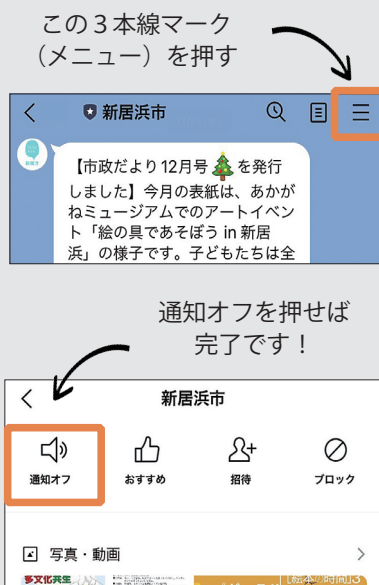 この３本線マーク
（メニュー）を押す
新居浜市
【市政だより12月号🎄を発行
しました】今月の表紙は、あかが
ねミュージアムでのアートイベン
ト「絵の具であそぼう in 新居
浜」の様子です。子どもたちは全
通知オフを押せば
完了です！
新居浜市
通知オフ おすすめ 招待 ブロック
写真・動画
多文化共生